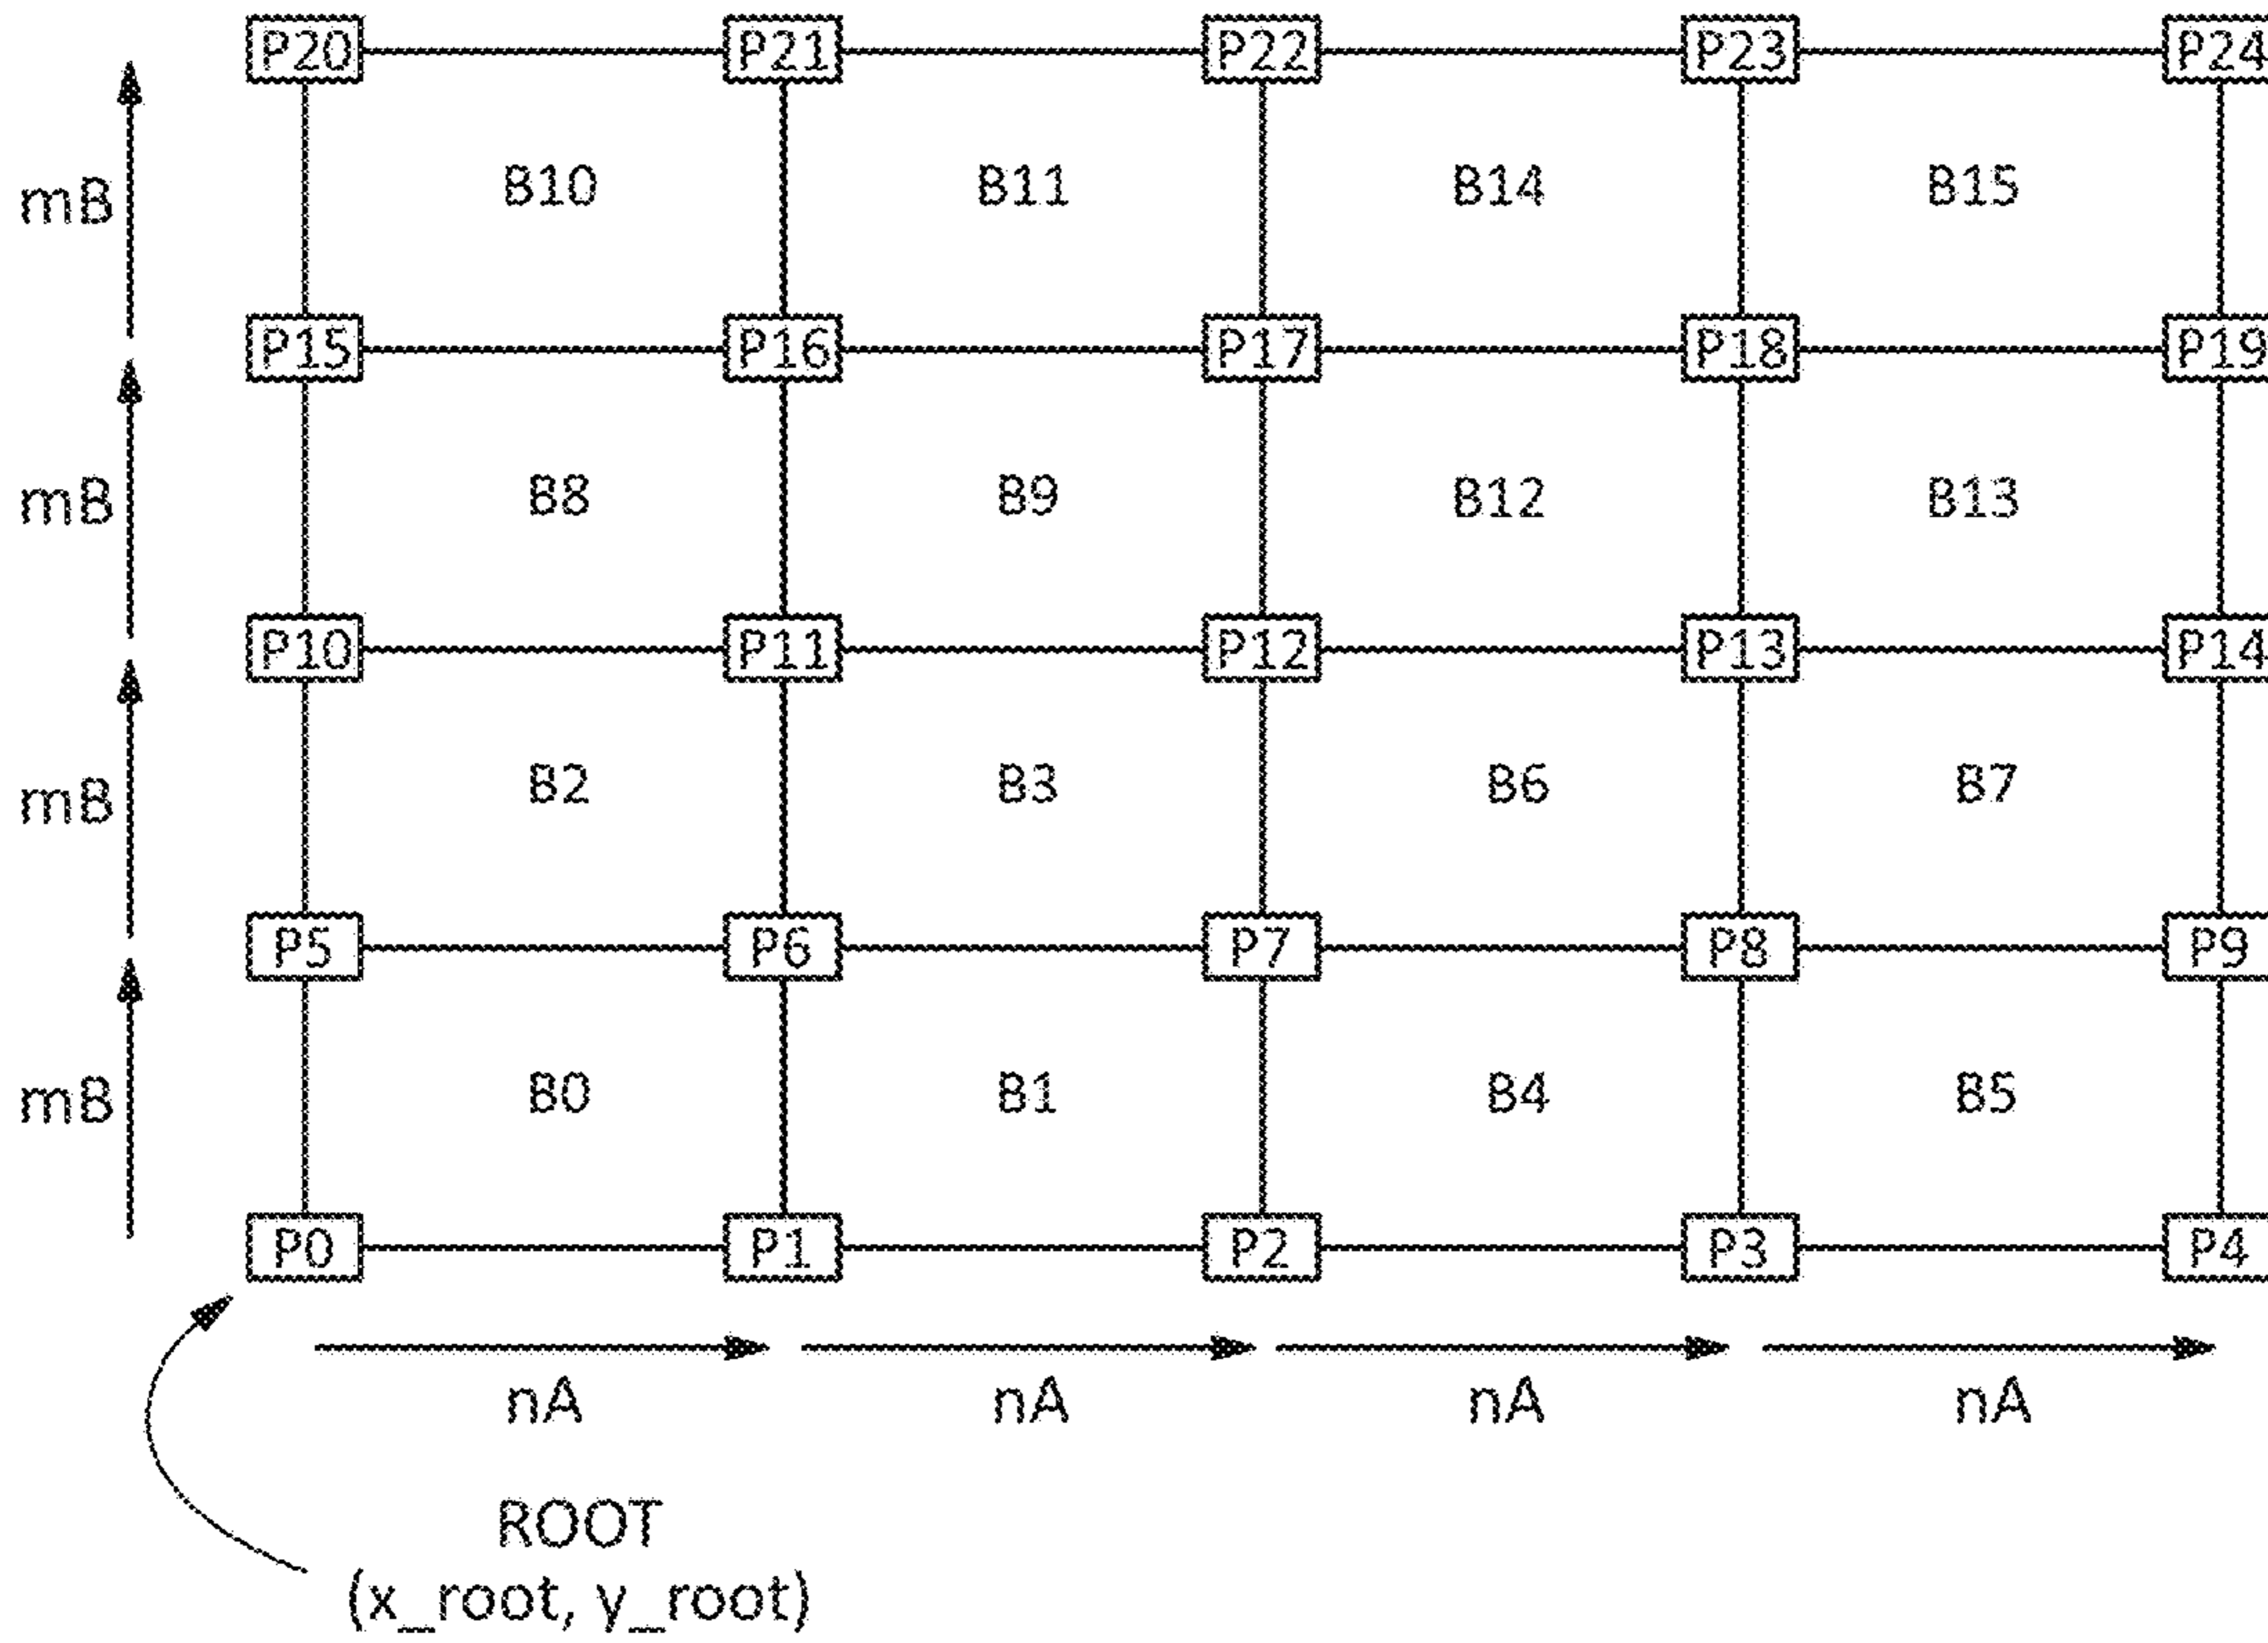 P20 P21 P22 P23 P24
mB B10 B11 B14 B15
P15 P16 P17 P18 P19
mB B8 B9 B12 B13
P10 P11 P12 P13 P14
mB B2 B3 B6 B7
P5 P6 P7 P8 P9
mB B0 B1 B4 B5
P0 P1 P2 P3 P4
nA nA nA nA
ROOT
(x_root, y_root)